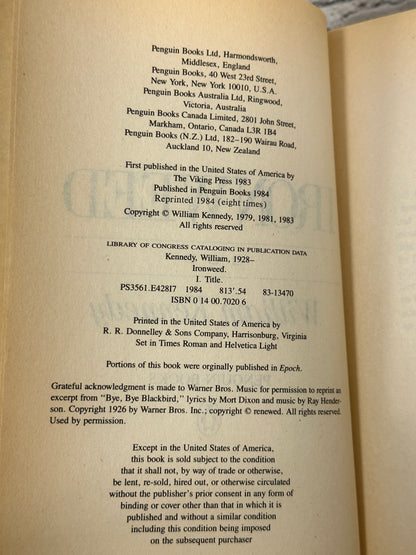 Penguin Books Ltd, Harmondsworth,
Middlesex, England
Penguin Books, 40 West 23rd Street,
New York, New York 10010, U.S.A.
Penguin Books Australia Ltd, Ringwood,
Victoria, Australia
Penguin Books Canada Limited, 2801 John Street,
Markham, Ontario, Canada L3R 1B4
Penguin Books (N.Z.) Ltd, 182–190 Wairau Road,
Auckland 10, New Zealand
First published in the United States of America by
The Viking Press 1983
Published in Penguin Books 1984
Reprinted 1984 (eight times)
Copyright © William Kennedy, 1979, 1981, 1983
All rights reserved
LIBRARY OF CONGRESS CATALOGING IN PUBLICATION DATA
Kennedy, William, 1928–
Ironweed.
I. Title.
PS3561.E428I7 1984 813'.54 83-13470
ISBN 0 14 00.7020 6
Printed in the United States of America by
R. R. Donnelley & Sons Company, Harrisonburg, Virginia
Set in Times Roman and Helvetica Light
Portions of this book were originally published in Epoch.
Grateful acknowledgment is made to Warner Bros. Music for permission to reprint an
excerpt from "Bye, Bye Blackbird," lyrics by Mort Dixon and music by Ray Hender-
son. Copyright 1926 by Warner Bros. Inc.; copyright © renewed. All rights reserved.
Used by permission.
Except in the United States of America,
this book is sold subject to the condition
that it shall not, by way of trade or otherwise,
be lent, re-sold, hired out, or otherwise circulated
without the publisher's prior consent in any form of
binding or cover other than that in which it is
published and without a similar condition
including this condition being imposed
on the subsequent purchaser